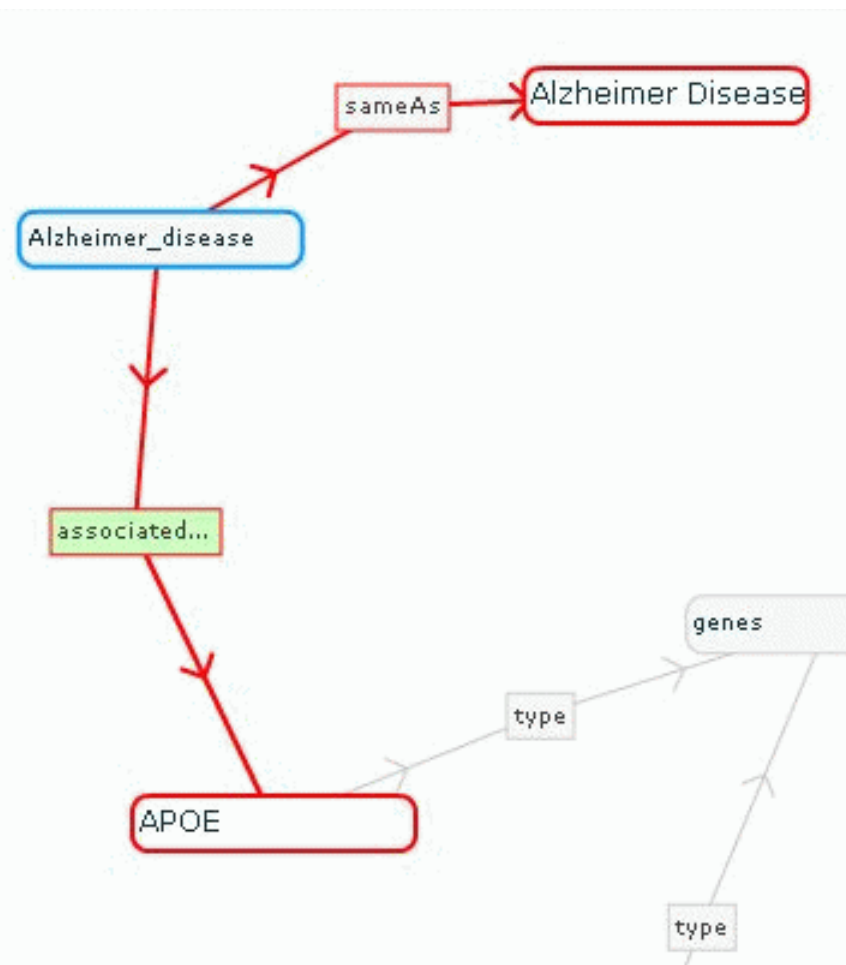 sameAs
Alzheimer Disease
Alzheimer_disease
associated...
genes
type
APOE
type